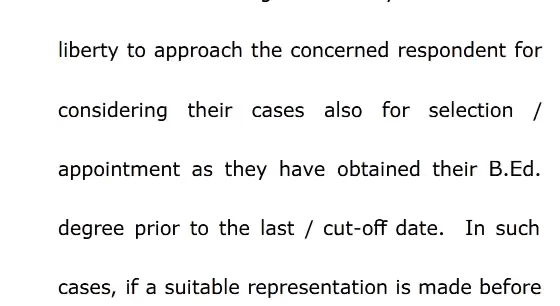 liberty to approach the concerned respondent for
considering their cases also for selection /
appointment as they have obtained their B.Ed.
degree prior to the last / cut-off date. In such
cases, if a suitable representation is made before